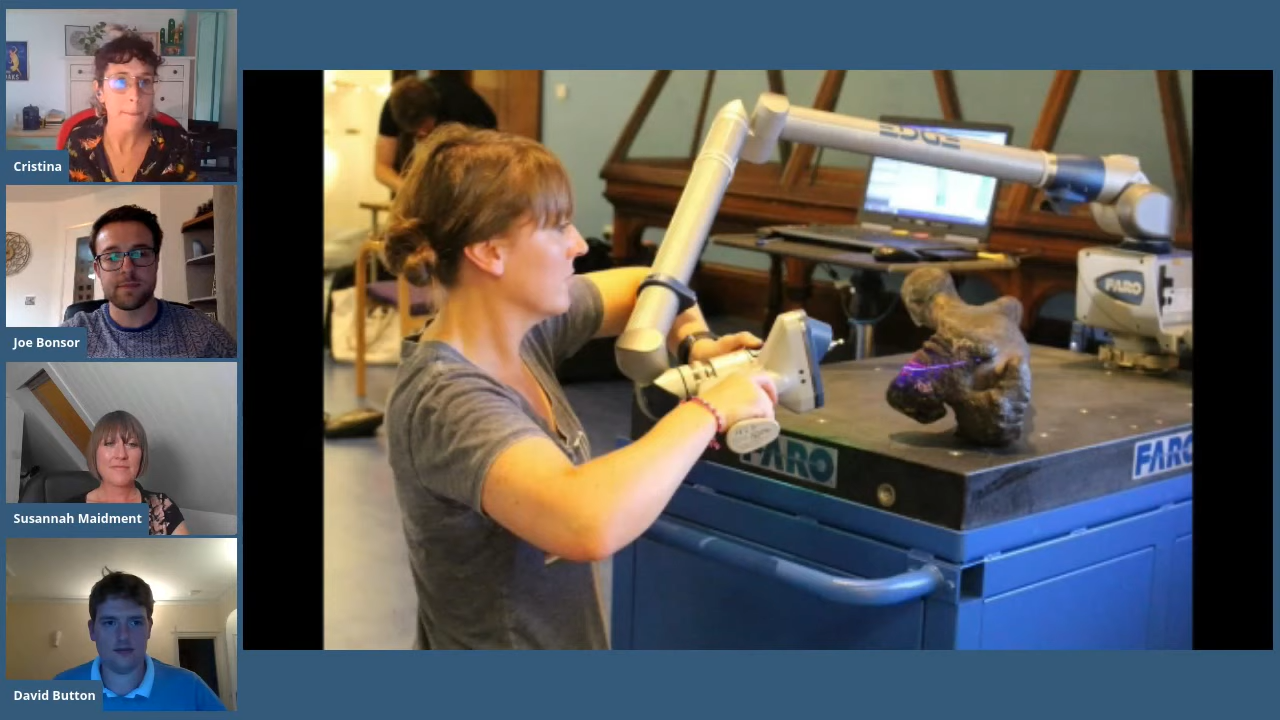 Cristina
Joe Bonsor
Susannah Maidment
David Button
EDGE
FARO
FARO
FARO